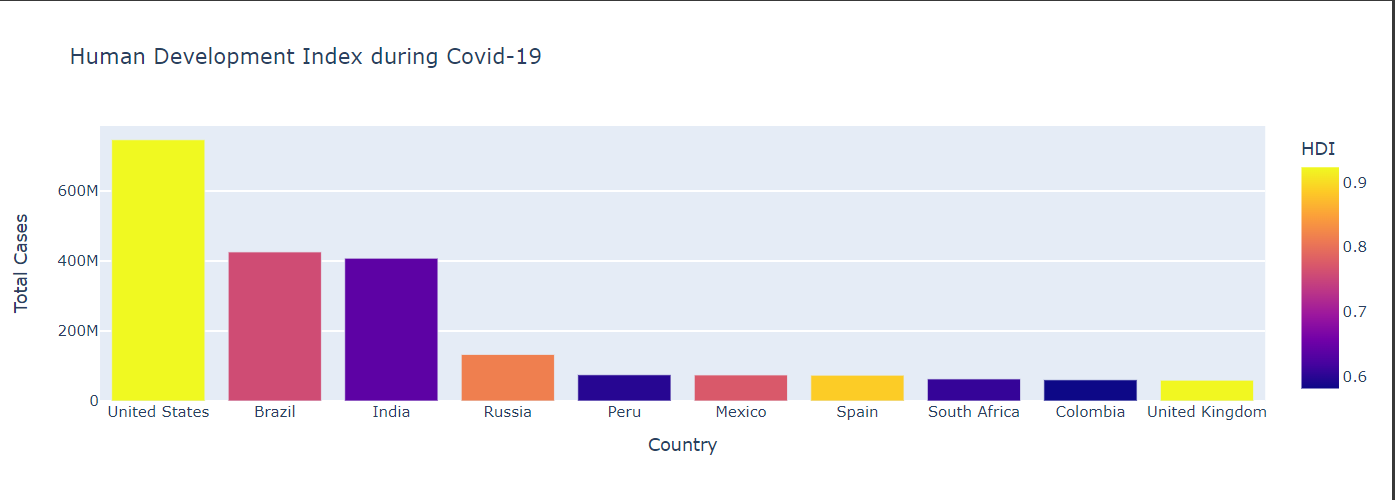 Human Development Index during Covid-19
HDI
0.9
0.8
0.7
0.6
Total Cases
600M
400M
200M
0
United States Brazil India Russia Peru Mexico Spain South Africa Colombia United Kingdom
Country